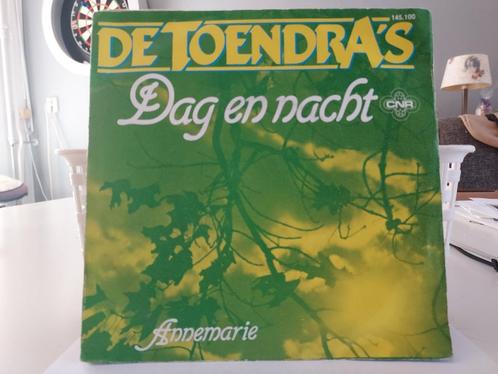 145.100
DE TOENDRA'S
Dag en nacht
CNR
Annemarie